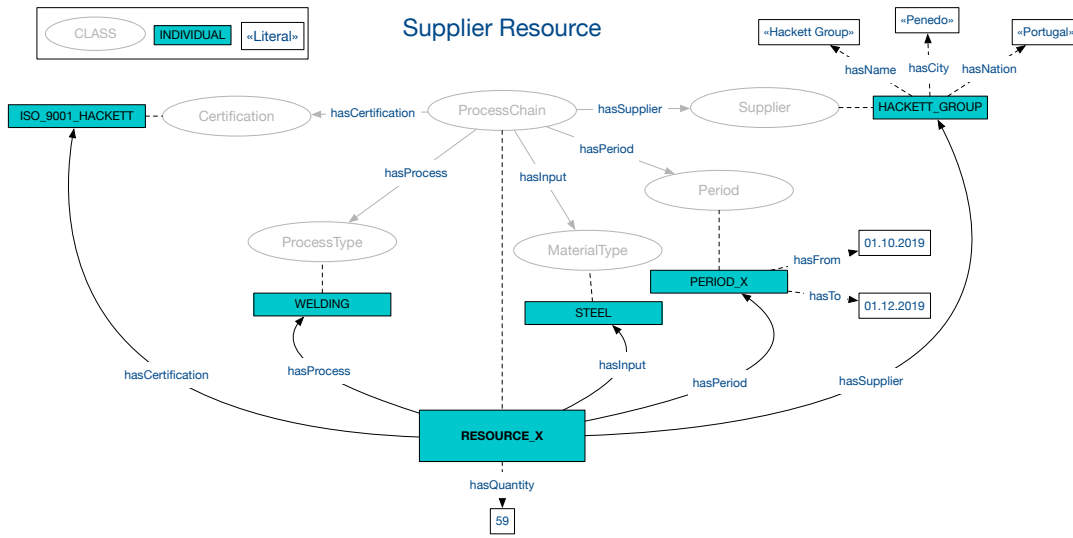 Supplier Resource
CLASS
INDIVIDUAL
«Literal»
«Hackett Group»
«Penedo»
«Portugal»
hasName
hasCity
hasNation
ISO_9001_HACKETT
Certification
hasCertification
ProcessChain
hasSupplier
Supplier
HACKETT_GROUP
hasProcess
hasInput
hasPeriod
Period
ProcessType
MaterialType
hasFrom
01.10.2019
PERIOD_X
hasTo
01.12.2019
WELDING
STEEL
hasCertification
hasProcess
hasInput
hasPeriod
hasSupplier
RESOURCE_X
hasQuantity
59